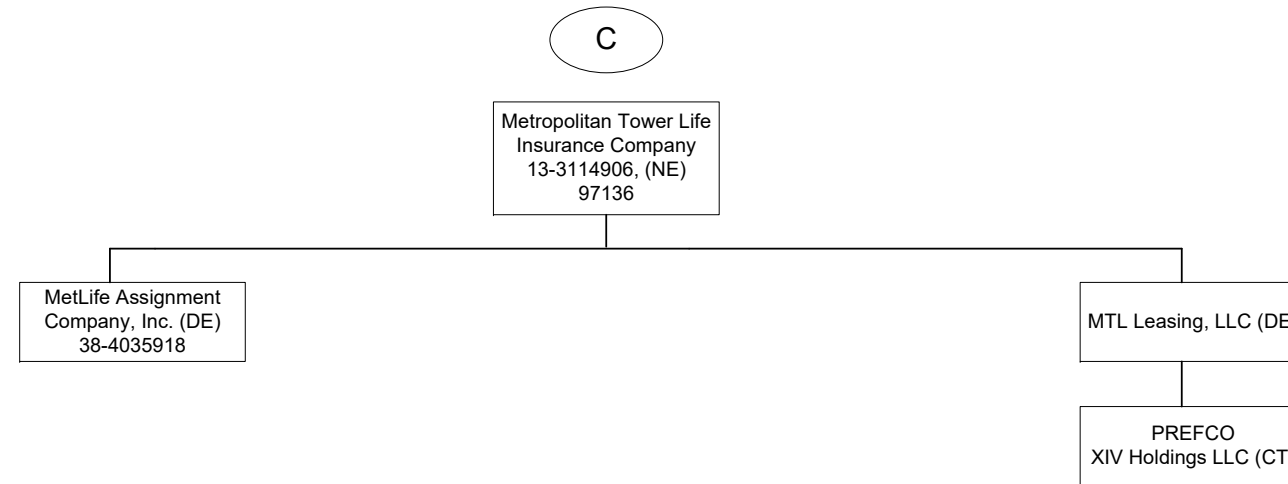 C
Metropolitan Tower Life
Insurance Company
13-3114906, (NE)
97136
MetLife Assignment
Company, Inc. (DE)
38-4035918
MTL Leasing, LLC (DE
PREFCO
XIV Holdings LLC (CT